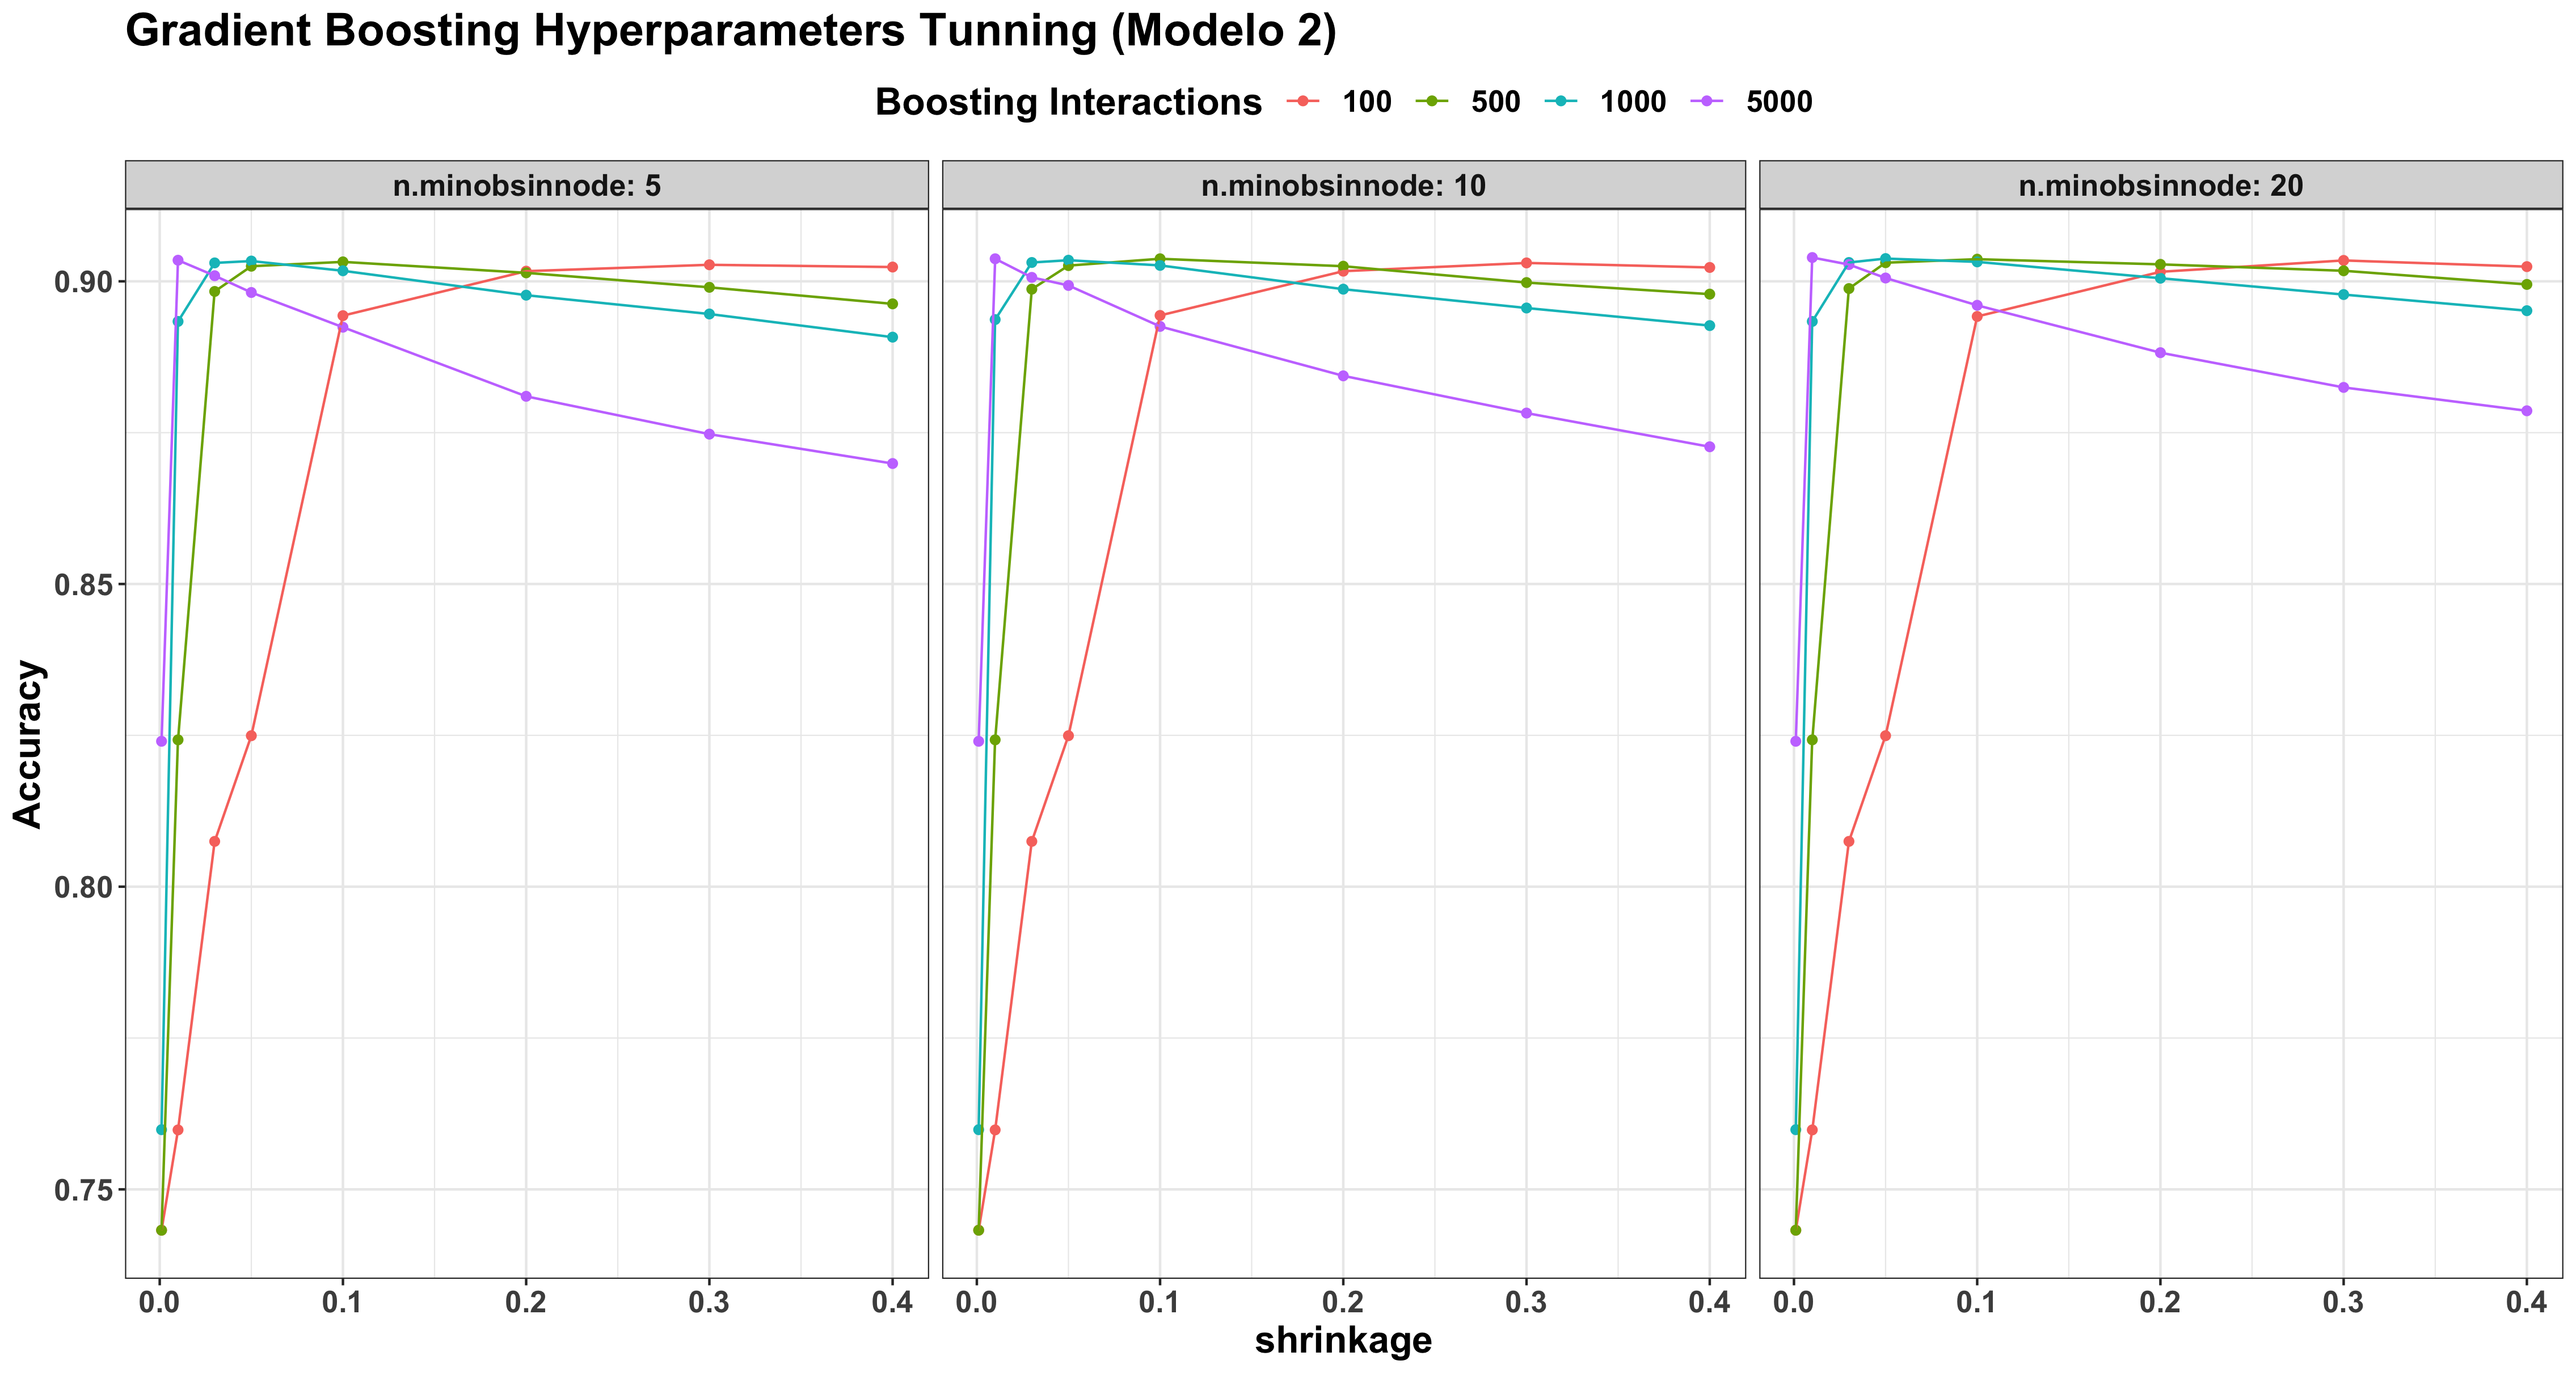 Gradient Boosting Hyperparameters Tunning (Modelo 2)
Boosting Interactions 100 500 1000 5000
n.minobsinnode: 5
n.minobsinnode: 10
n.minobsinnode: 20
Accuracy
0.90
0.85
0.80
0.75
0.0 0.1 0.2 0.3 0.4
0.0 0.1 0.2 0.3 0.4
0.0 0.1 0.2 0.3 0.4
shrinkage